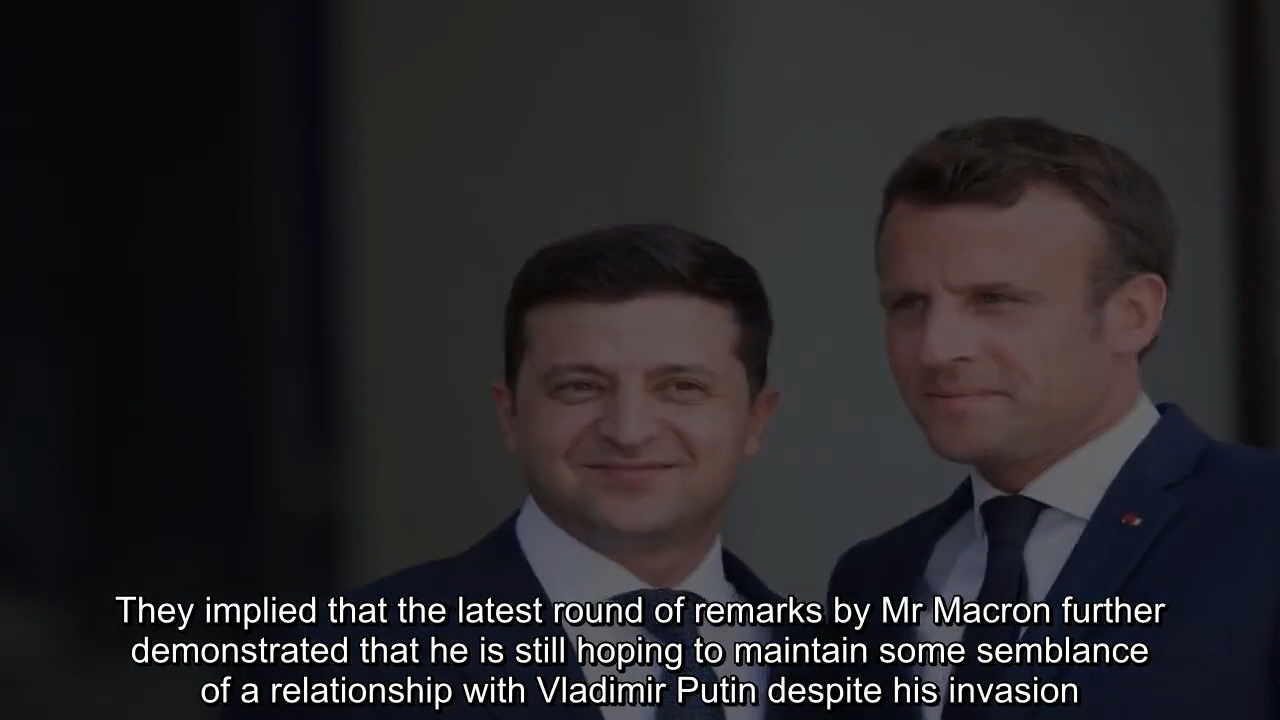 They implied that the latest round of remarks by Mr Macron further
demonstrated that he is still hoping to maintain some semblance
of a relationship with Vladimir Putin despite his invasion